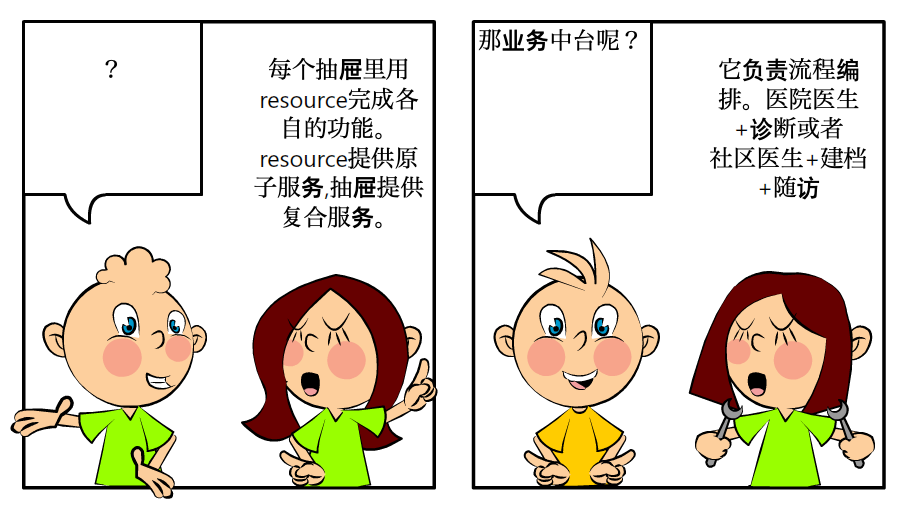 ？
每个抽屉里用
resource完成各
自的功能。
resource提供原
子服务,抽屉提供
复合服务。
那业务中台呢？
它负责流程编
排。医院医生
+诊断或者
社区医生+建档
+随访